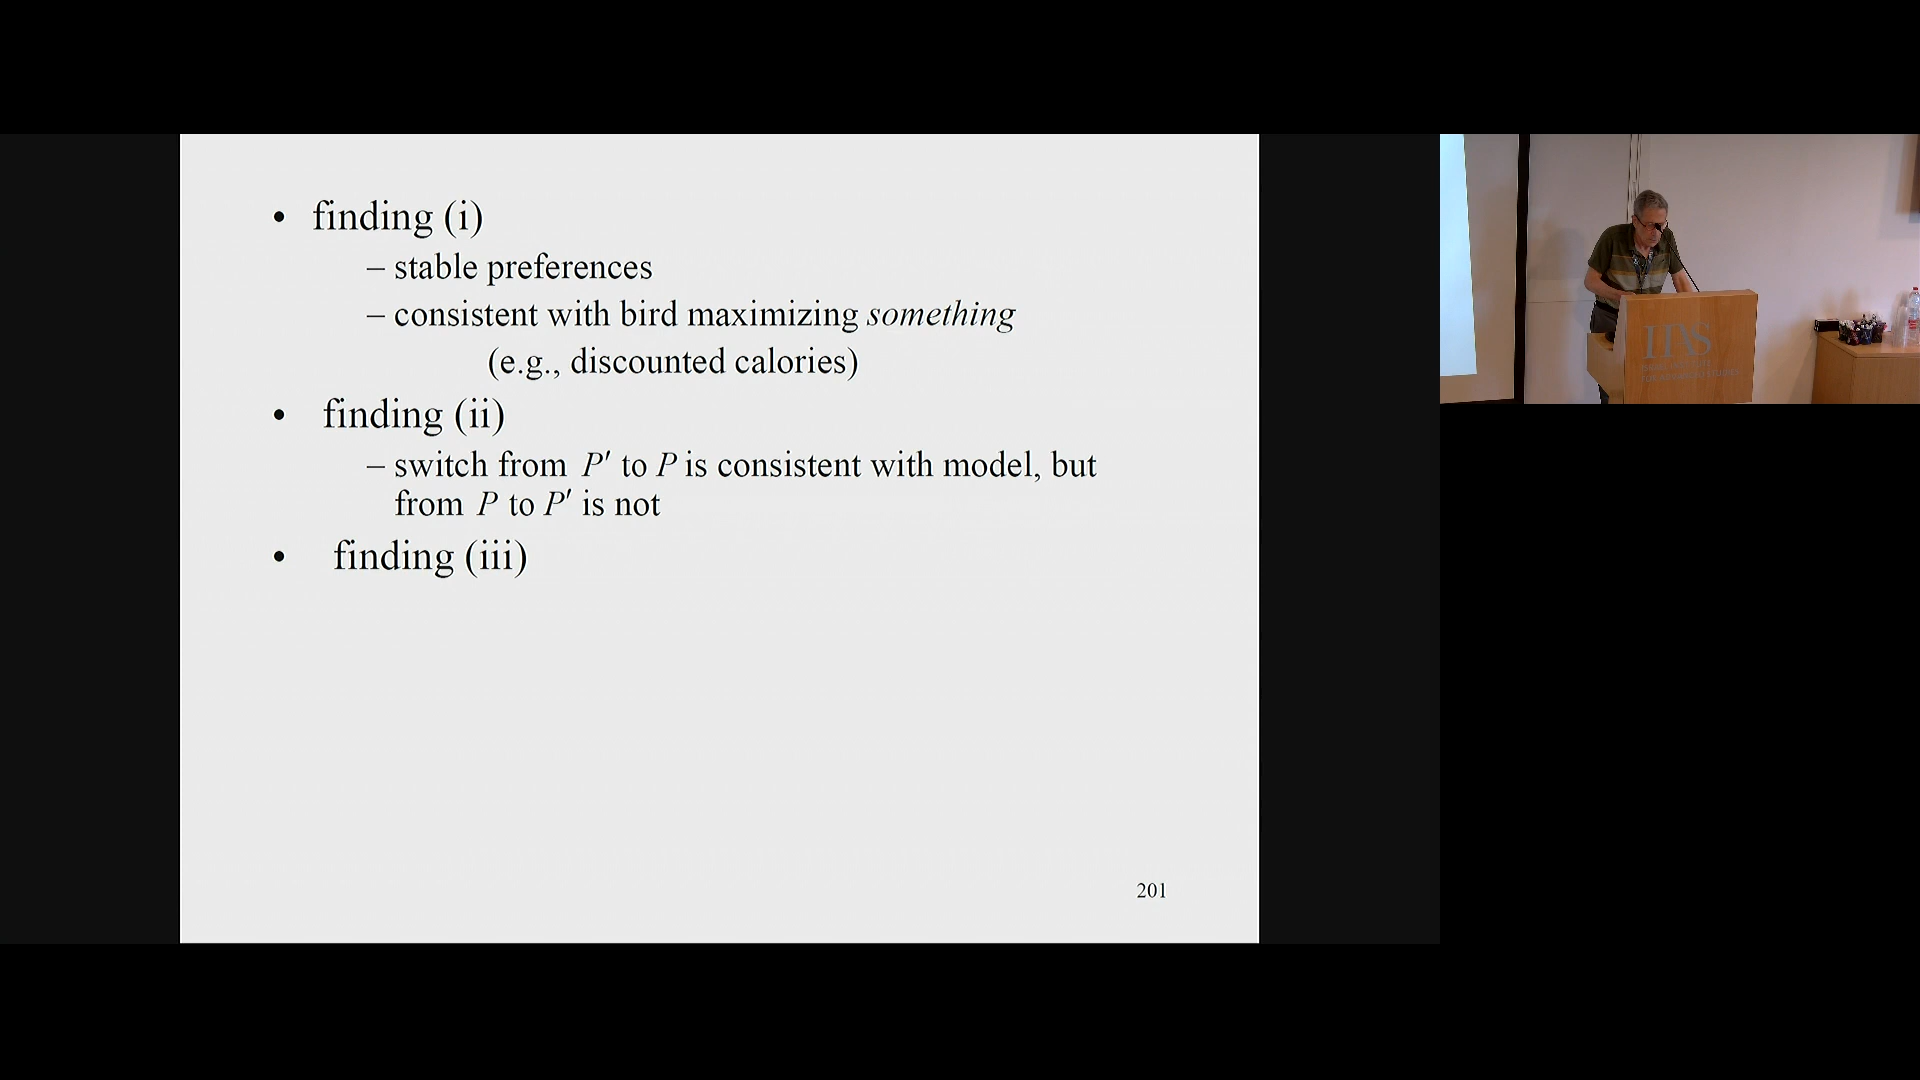 • finding (i)
– stable preferences
– consistent with bird maximizing something
(e.g., discounted calories)
• finding (ii)
– switch from P′ to P is consistent with model, but
from P to P′ is not
• finding (iii)
201
IIAS